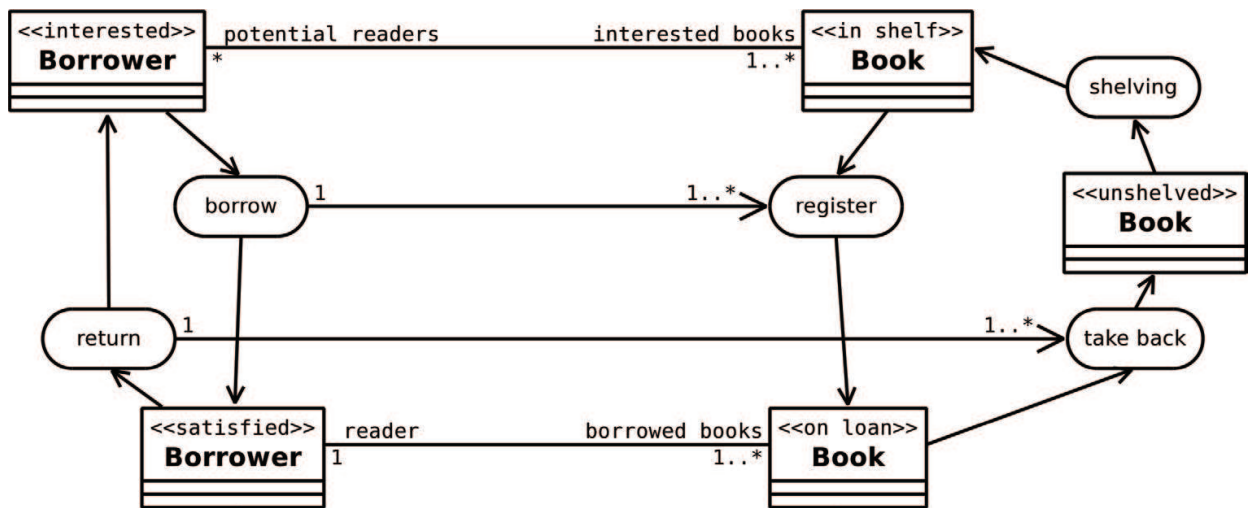 <<interested>>
Borrower
potential readers
*
interested books
1..*
<<in shelf>>
Book
shelving
borrow
1
1..*
register
<<unshelved>>
Book
return
1
1..*
take back
<<satisfied>>
Borrower
reader
1
borrowed books
1..*
<<on loan>>
Book